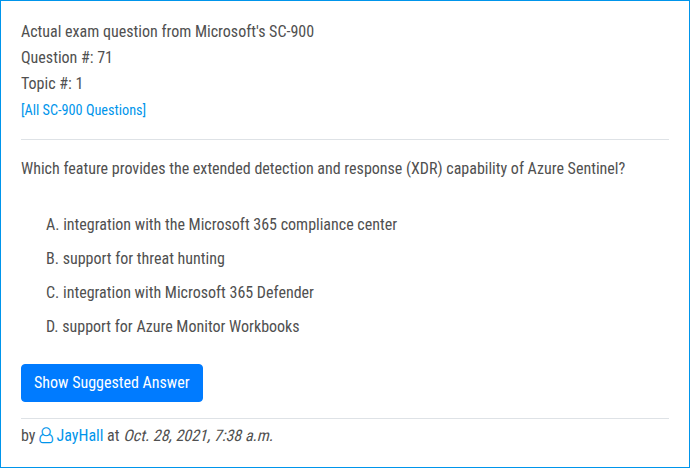 Actual exam question from Microsoft's SC-900
Question #: 71
Topic #: 1
[All SC-900 Questions]
Which feature provides the extended detection and response (XDR) capability of Azure Sentinel?
A. integration with the Microsoft 365 compliance center
B. support for threat hunting
C. integration with Microsoft 365 Defender
D. support for Azure Monitor Workbooks
Show Suggested Answer
by JayHall at Oct. 28, 2021, 7:38 a.m.